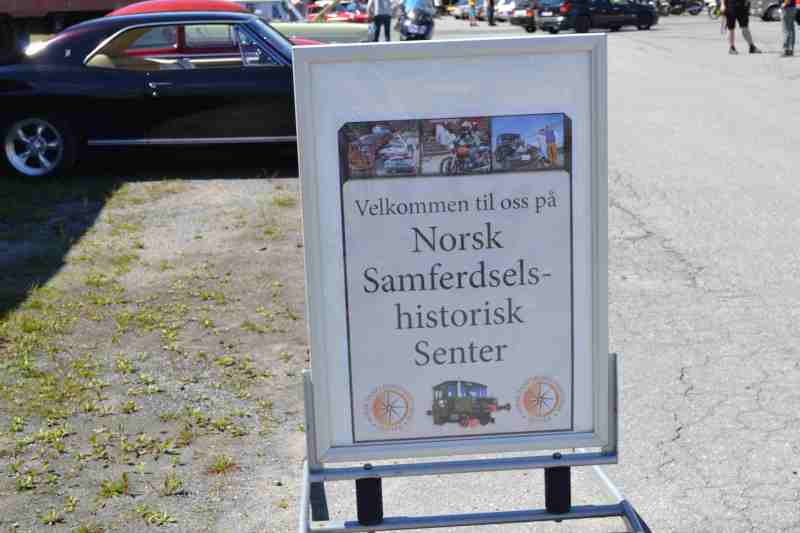 Velkommen til oss på
Norsk
Samferdsels-
historisk
Senter